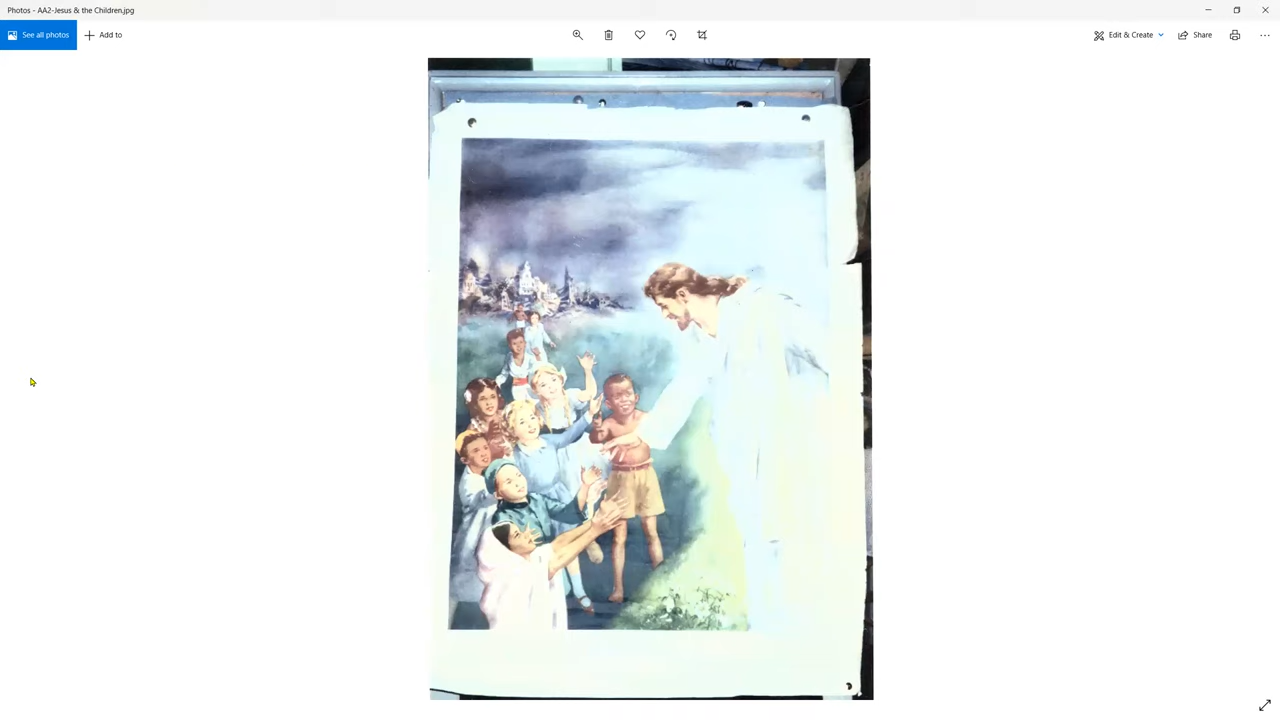 Photos - AA2-Jesus & the Children.jpg
See all photos
Add to
Edit & Create
Share